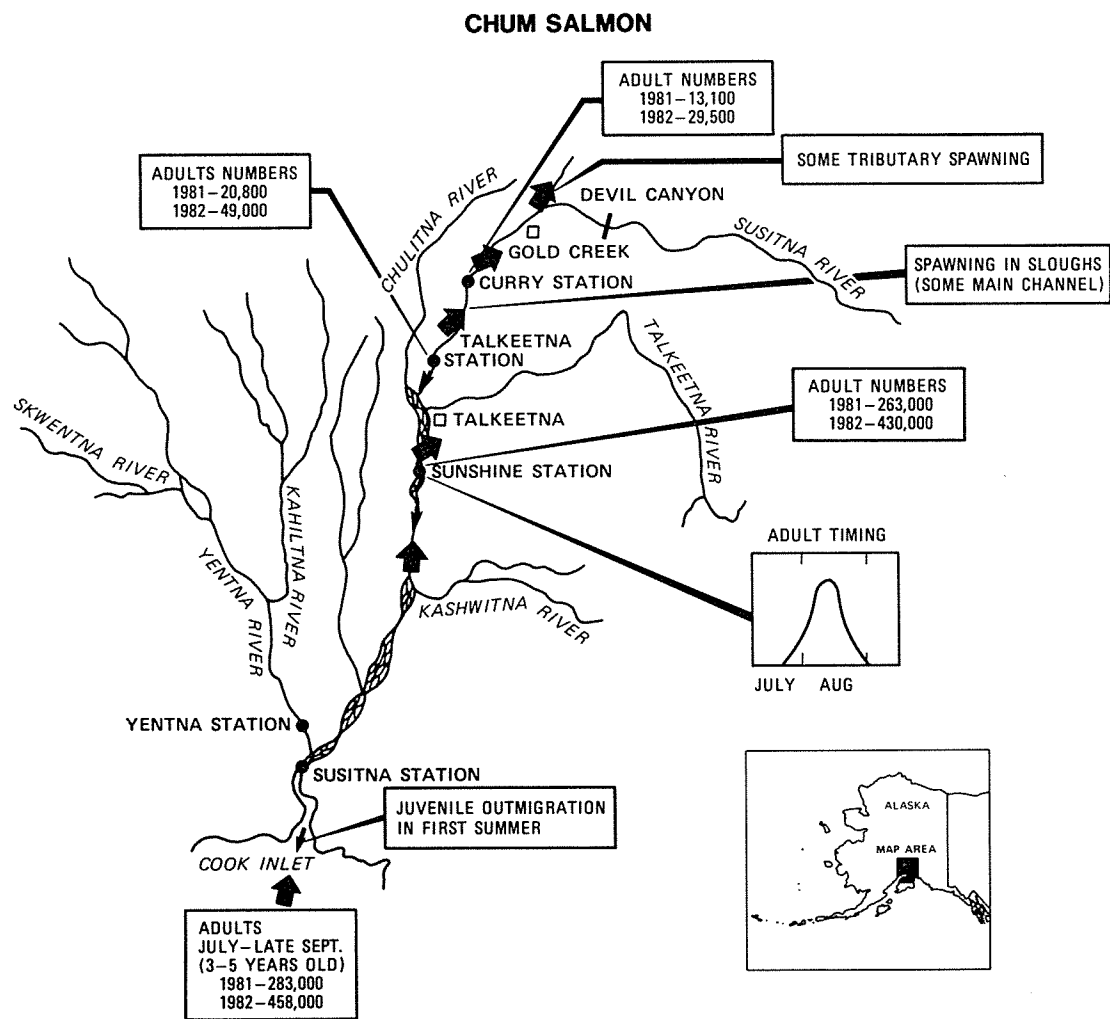 CHUM SALMON
ADULT NUMBERS
1981–13,100
1982–29,500
SOME TRIBUTARY SPAWNING
ADULTS NUMBERS
1981–20,800
1982–49,000
CHULITNA RIVER
DEVIL CANYON
GOLD CREEK
SUSITNA RIVER
CURRY STATION
SPAWNING IN SLOUGHS
(SOME MAIN CHANNEL)
TALKEETNA
STATION
TALKEETNA RIVER
ADULT NUMBERS
1981–263,000
1982–430,000
TALKEETNA
SUNSHINE STATION
SKWENTNA RIVER
KAHILTNA RIVER
YENTNA RIVER
KASHWITNA RIVER
ADULT TIMING
JULY AUG
YENTNA STATION
SUSITNA STATION
JUVENILE OUTMIGRATION
IN FIRST SUMMER
COOK INLET
ADULTS
JULY–LATE SEPT.
(3–5 YEARS OLD)
1981–283,000
1982–458,000
ALASKA
MAP AREA